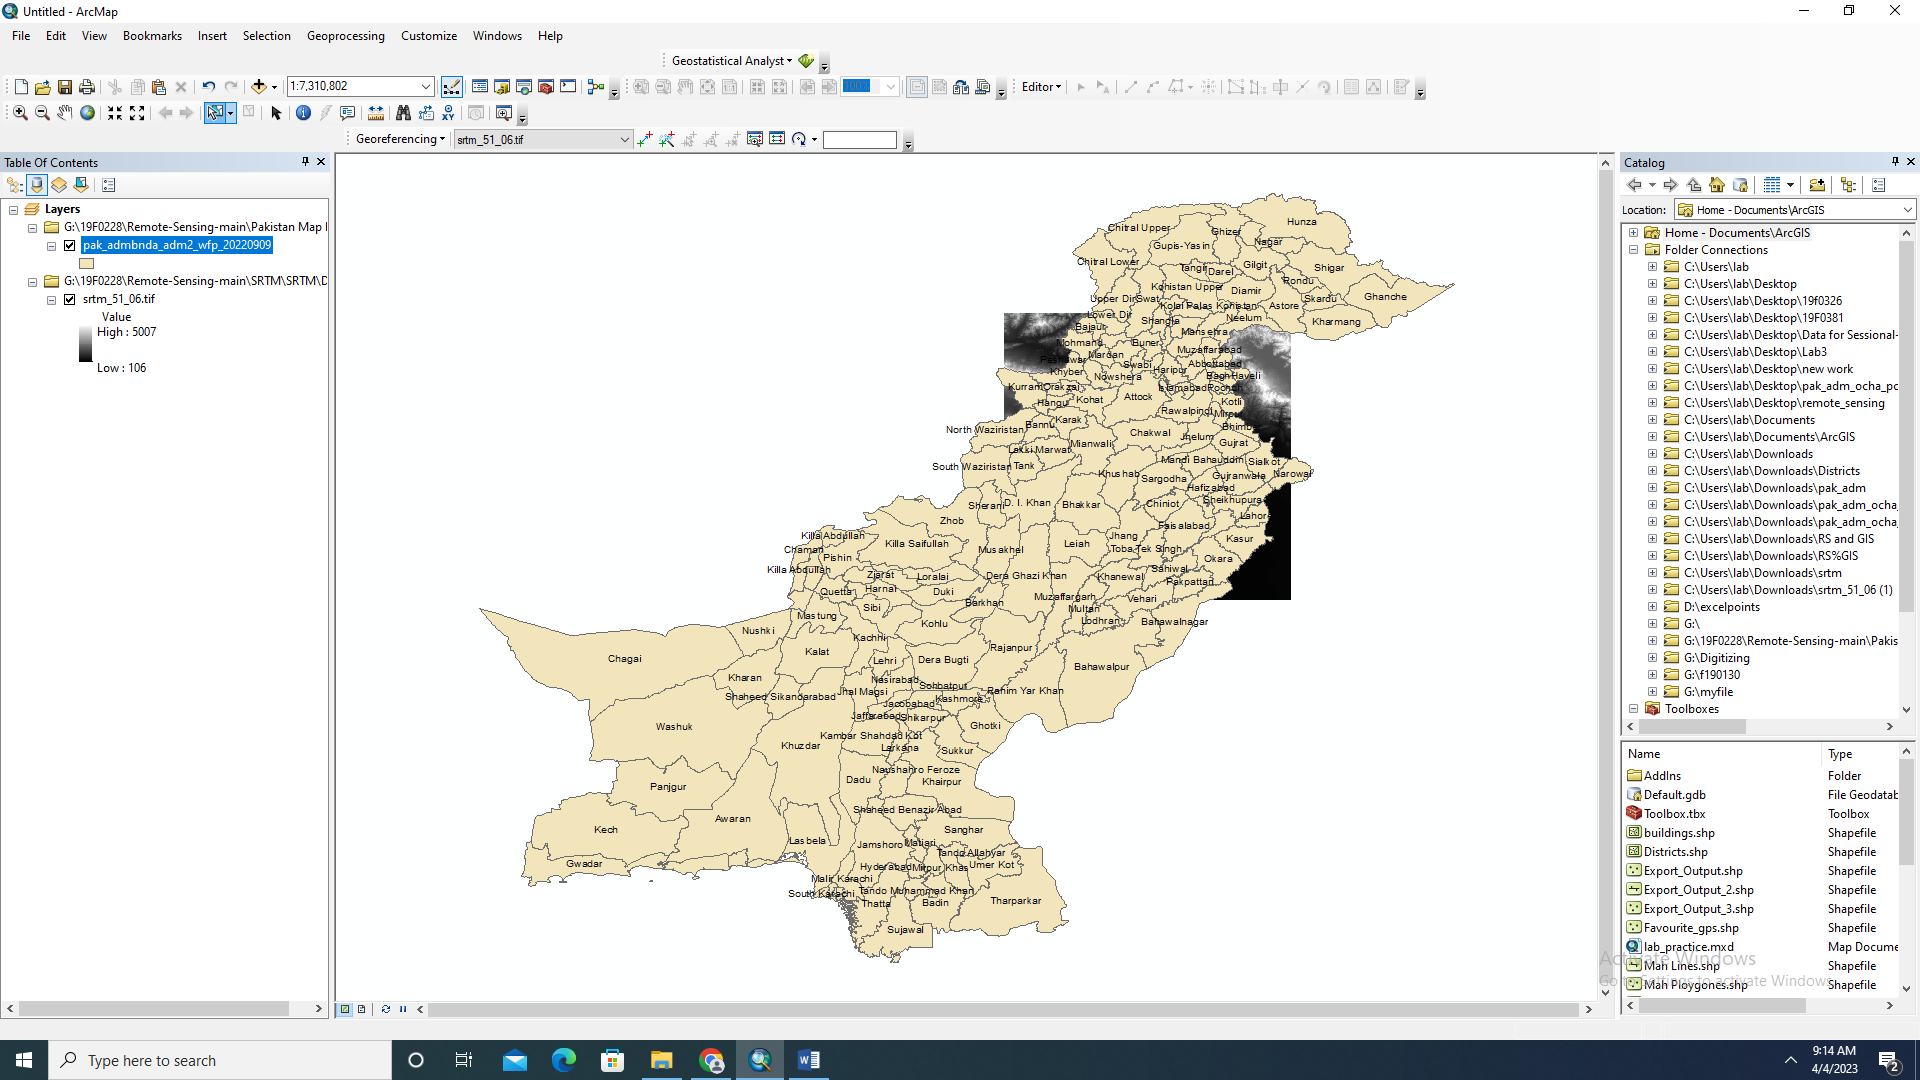 Untitled - ArcMap
File Edit View Bookmarks Insert Selection Geoprocessing Customize Windows Help
Geostatistical Analyst
1:7,310,802
100%
Editor
Georeferencing
srtm_51_06.tif
Table Of Contents
Layers
G:\19F0228\Remote-Sensing-main\Pakistan Map
pak_admbnda_adm2_wfp_20220909
G:\19F0228\Remote-Sensing-main\SRTM\SRTM\D
srtm_51_06.tif
Value
High : 5007
Low : 106
Hunza
Chitral Upper
Ghizer
Nagar
Gupis-Yasin
Chitral Lower
Tangir
Darel
Gilgit
Shigar
Rondu
Kohistan Upper
Diamir
Skardu
Ghanche
Upper Dir
Swat
Kolai Palas Kohistan
Astore
Lower Dir
Shangla
Neelum
Kharmang
Bajaur
Mansehra
Mohmand
Buner
Muzaffarabad
Peshawar
Mardan
Swabi
Abbottabad
Khyber
Nowshera
Haripur
Bagh
Haveli
Kurram
Orakzai
Islamabad
Poonch
Hangu
Kohat
Attock
Kotli
Rawalpindi
Mirpur
North Waziristan
Bannu
Karak
Chakwal
Jhelum
Bhimber
Lakki Marwat
Mianwali
Gujrat
South Waziristan
Tank
Mandi Bahauddin
Sialkot
Khushab
Sargodha
Gujranwala
Narowal
Hafizabad
Sherani
D. I. Khan
Bhakkar
Chiniot
Sheikhupura
Zhob
Faisalabad
Lahore
Killa Abdullah
Killa Saifullah
Jhang
Kasur
Chaman
Pishin
Musakhel
Leiah
Toba Tek Singh
Okara
Killa Abdullah
Ziarat
Loralai
Dera Ghazi Khan
Khanewal
Sahiwal
Pakpattan
Quetta
Harnai
Duki
Barkhan
Muzaffargarh
Vehari
Mastung
Sibi
Multan
Kohlu
Lodhran
Bahawalnagar
Nushki
Kachhi
Chagai
Kalat
Lehri
Dera Bugti
Rajanpur
Bahawalpur
Kharan
Nasirabad
Sohbatpur
Shaheed Sikandarabad
Jhal Magsi
Rahim Yar Khan
Jacobabad
Kashmore
Jaffarabad
Shikarpur
Washuk
Ghotki
Khuzdar
Kambar Shahdad Kot
Larkana
Sukkur
Naushahro Feroze
Dadu
Khairpur
Panjgur
Shaheed Benazir Abad
Awaran
Kech
Sanghar
Lasbela
Jamshoro
Matiari
Tando Allahyar
Gwadar
Hyderabad
Mirpur Khas
Umer Kot
Malir Karachi
South Karachi
Tando Muhammad Khan
Thatta
Badin
Tharparkar
Sujawal
Catalog
Location: Home - Documents\ArcGIS
Home - Documents\ArcGIS
Folder Connections
C:\Users\lab
C:\Users\lab\Desktop
C:\Users\lab\Desktop\19f0326
C:\Users\lab\Desktop\19F0381
C:\Users\lab\Desktop\Data for Sessional-
C:\Users\lab\Desktop\Lab3
C:\Users\lab\Desktop\new work
C:\Users\lab\Desktop\pak_adm_ocha_pc
C:\Users\lab\Desktop\remote_sensing
C:\Users\lab\Documents
C:\Users\lab\Documents\ArcGIS
C:\Users\lab\Downloads
C:\Users\lab\Downloads\Districts
C:\Users\lab\Downloads\pak_adm
C:\Users\lab\Downloads\pak_adm_ocha_
C:\Users\lab\Downloads\pak_adm_ocha_
C:\Users\lab\Downloads\RS and GIS
C:\Users\lab\Downloads\RS%GIS
C:\Users\lab\Downloads\srtm
C:\Users\lab\Downloads\srtm_51_06 (1)
D:\excelpoints
G:\
G:\19F0228\Remote-Sensing-main\Pakis
G:\Digitizing
G:\f190130
G:\myfile
Toolboxes
Name Type
AddIns Folder
Default.gdb File Geodatab
Toolbox.tbx Toolbox
buildings.shp Shapefile
Districts.shp Shapefile
Export_Output.shp Shapefile
Export_Output_2.shp Shapefile
Export_Output_3.shp Shapefile
Favourite_gps.shp Shapefile
lab_practice.mxd Map Docume
Mah Lines.shp Shapefile
Mah Ploygones.shp Shapefile
Activate Windows
Go to Settings to activate Windows.
Type here to search
9:14 AM
4/4/2023
2